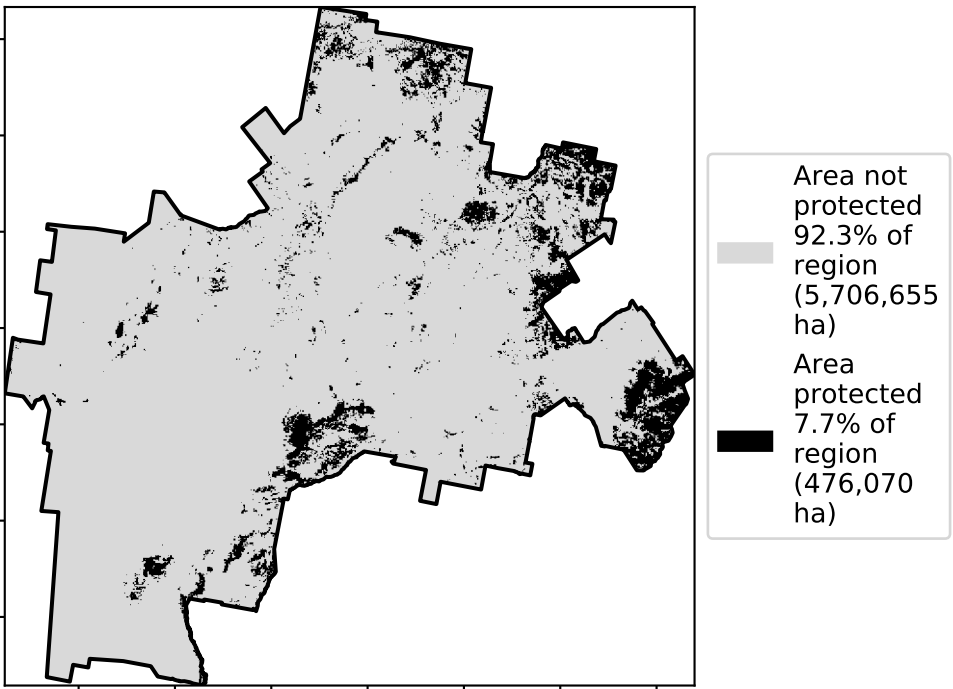 Area not
protected
92.3% of
region
(5,706,655
ha)
Area
protected
7.7% of
region
(476,070
ha)